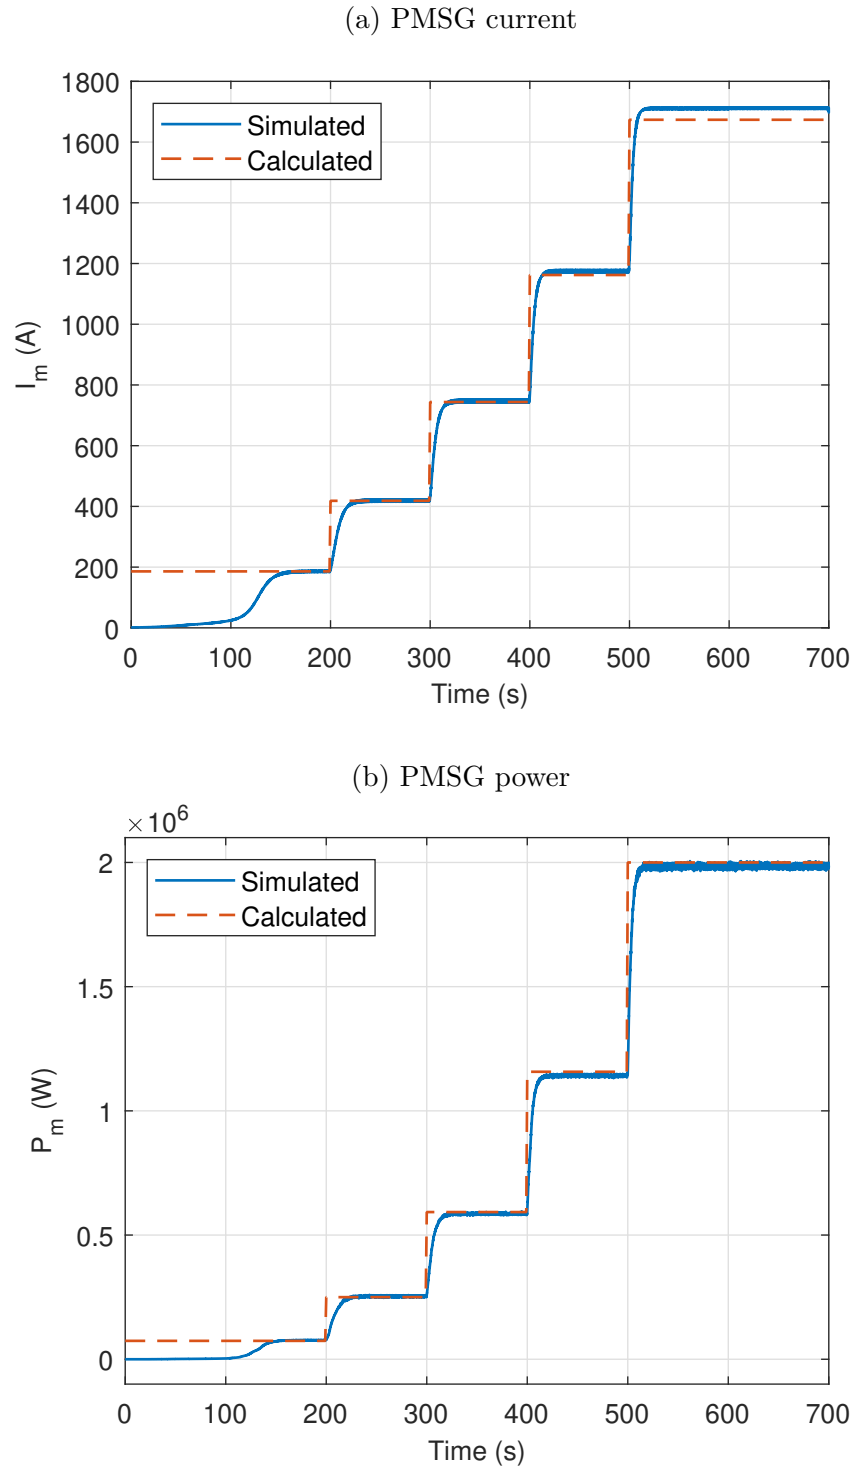 (a) PMSG current
1800
1600
1400
1200
1000
800
600
400
200
0
I_m (A)
Simulated
Calculated
0 100 200 300 400 500 600 700
Time (s)
(b) PMSG power
×10^6
2
1.5
1
0.5
0
P_m (W)
Simulated
Calculated
0 100 200 300 400 500 600 700
Time (s)